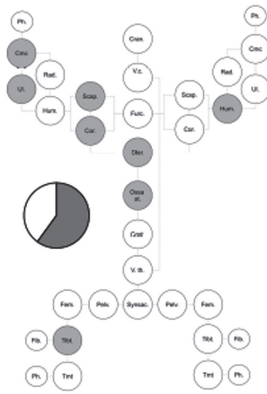 Ph.
Ph.
Cmc
Cran.
Cmc
Rad.
V.c.
Rad.
Ul.
Scap.
Scap.
Ul.
Hum.
Furc.
Hum.
Cor.
Cor.
Ster.
Ossa
st.
Cost
V. th.
Fem.
Pelv.
Synsac.
Pelv
Fem.
Fib.
Tibt.
Tibt.
Fib.
Ph.
Tmt
Tmt
Ph.